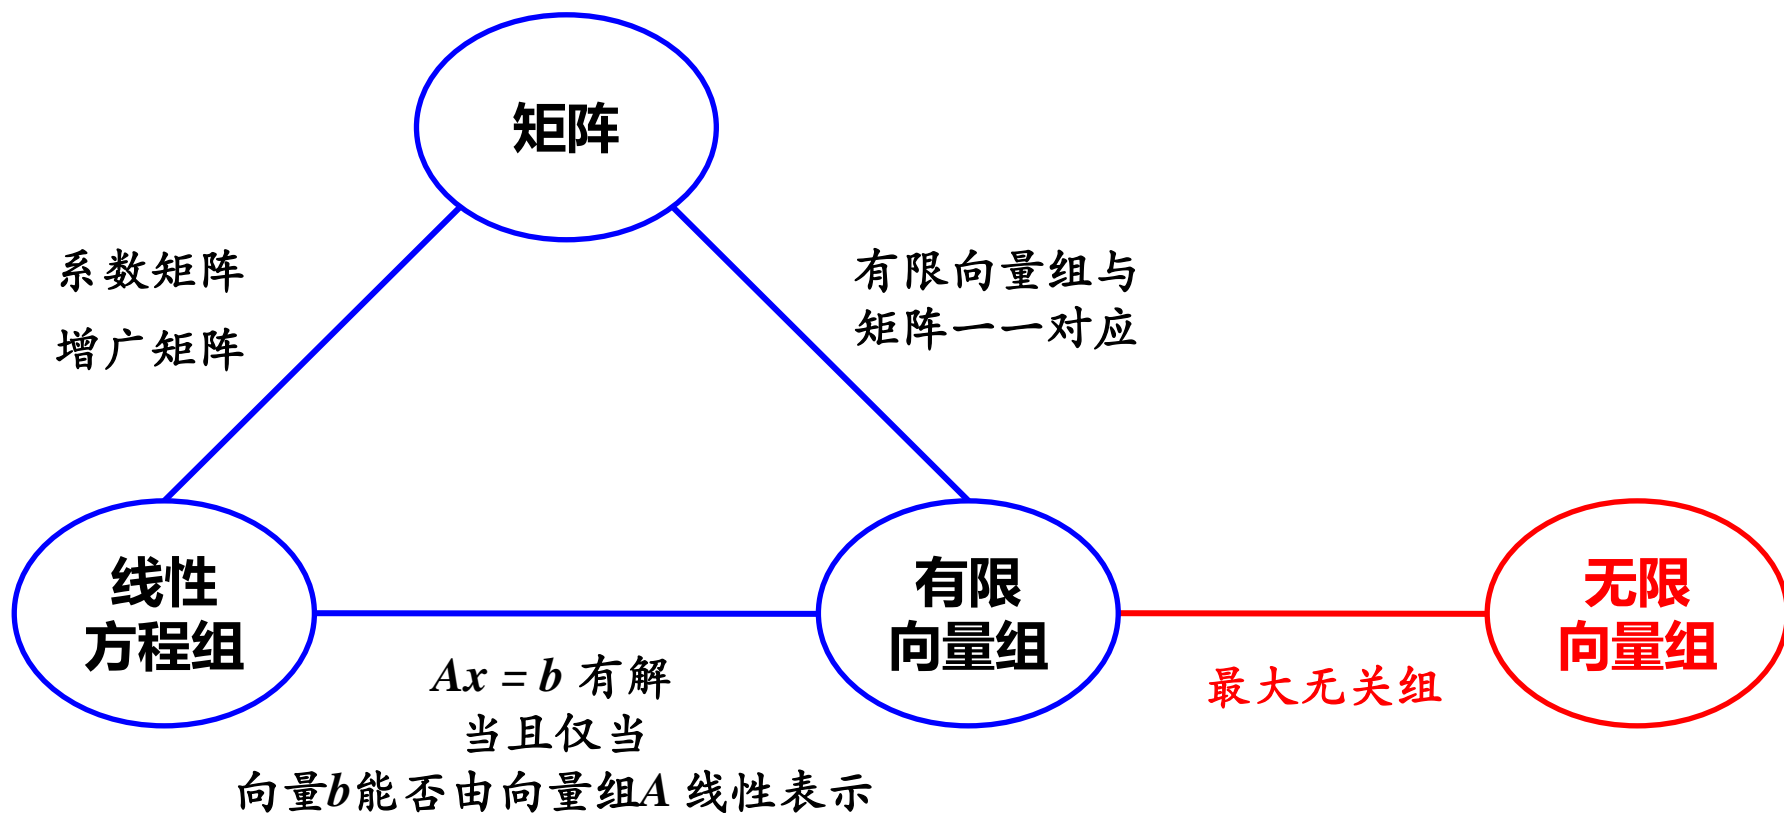 矩阵
系数矩阵
增广矩阵
有限向量组与
矩阵一一对应
线性
方程组
Ax = b 有解
当且仅当
向量b能否由向量组A 线性表示
有限
向量组
最大无关组
无限
向量组